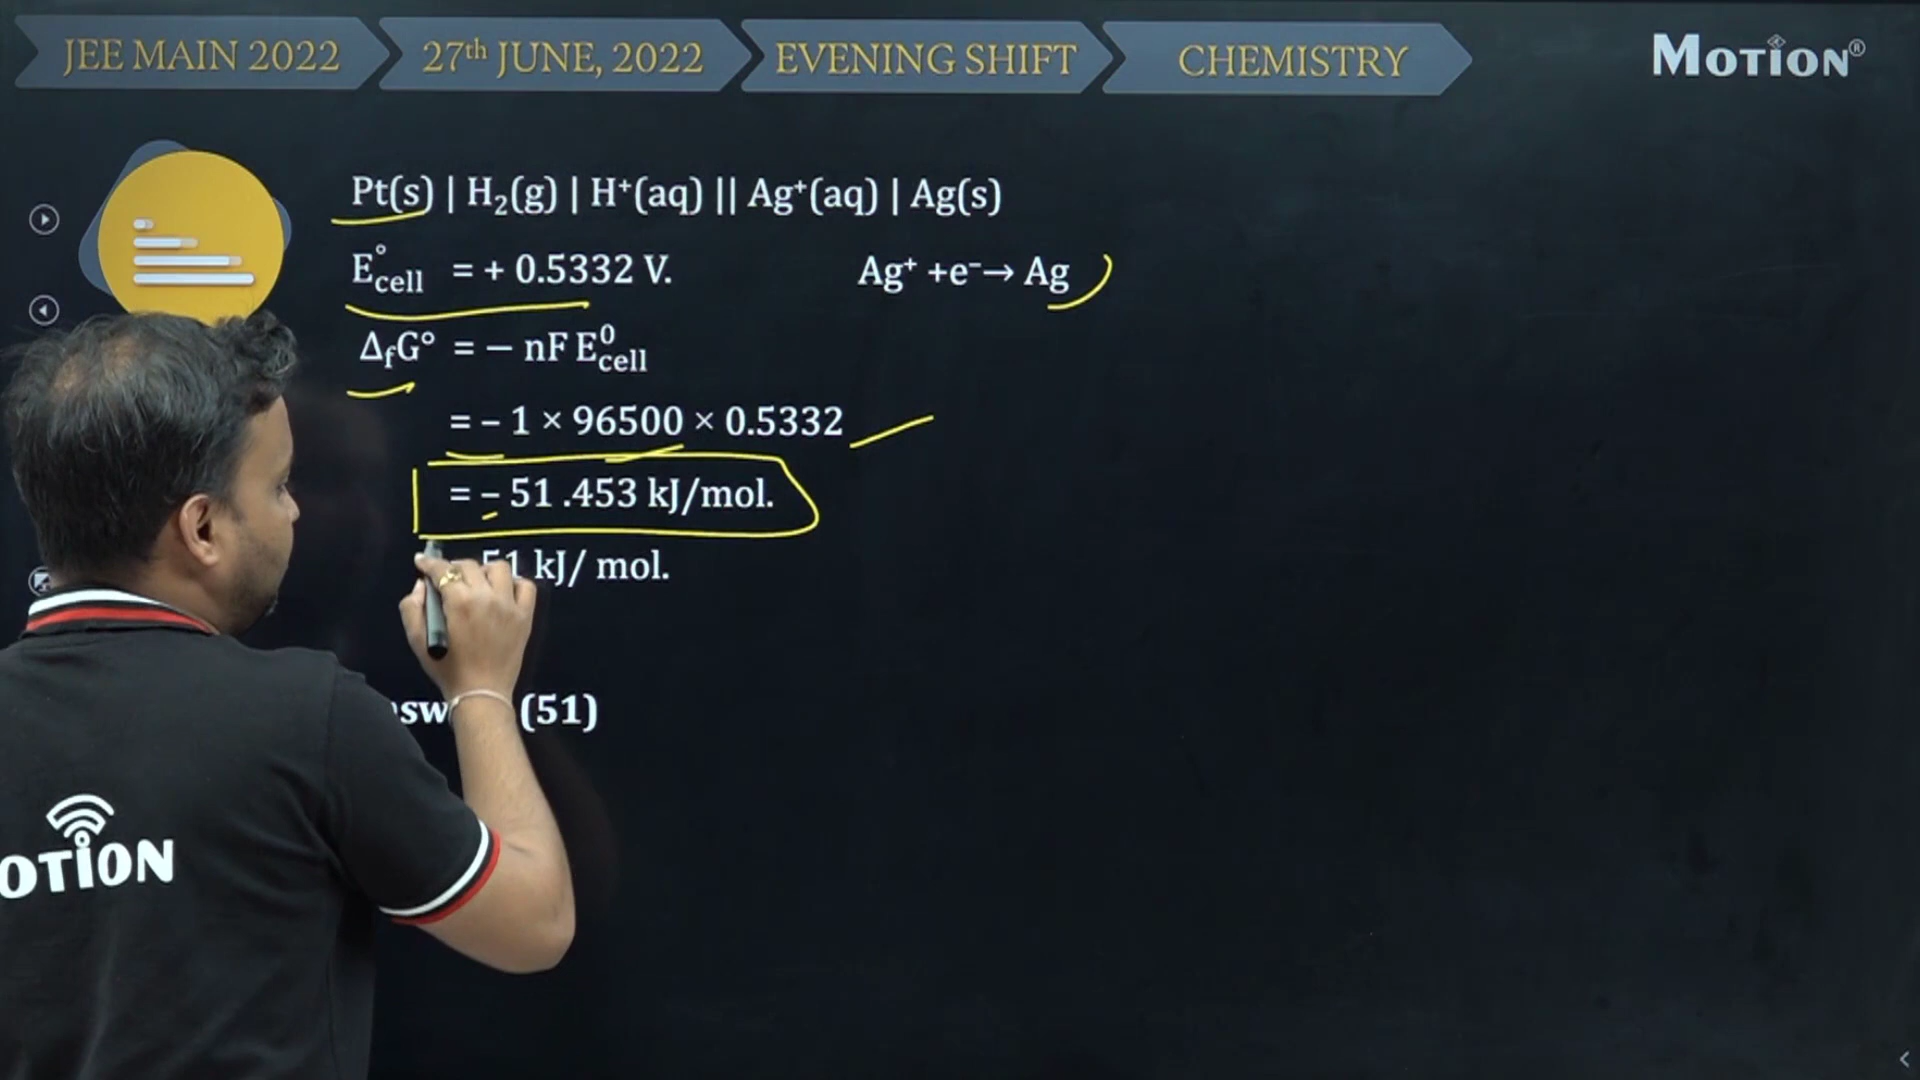 JEE MAIN 2022
27th JUNE, 2022
EVENING SHIFT
CHEMISTRY
MOTION®
Pt(s) | H₂(g) | H⁺(aq) || Ag⁺(aq) | Ag(s)
E°cell = + 0.5332 V.
Ag⁺ +e⁻→ Ag
ΔfG° = − nF E⁰cell
= − 1 × 96500 × 0.5332
= − 51 .453 kJ/mol.
51 kJ/ mol.
(51)
OTION